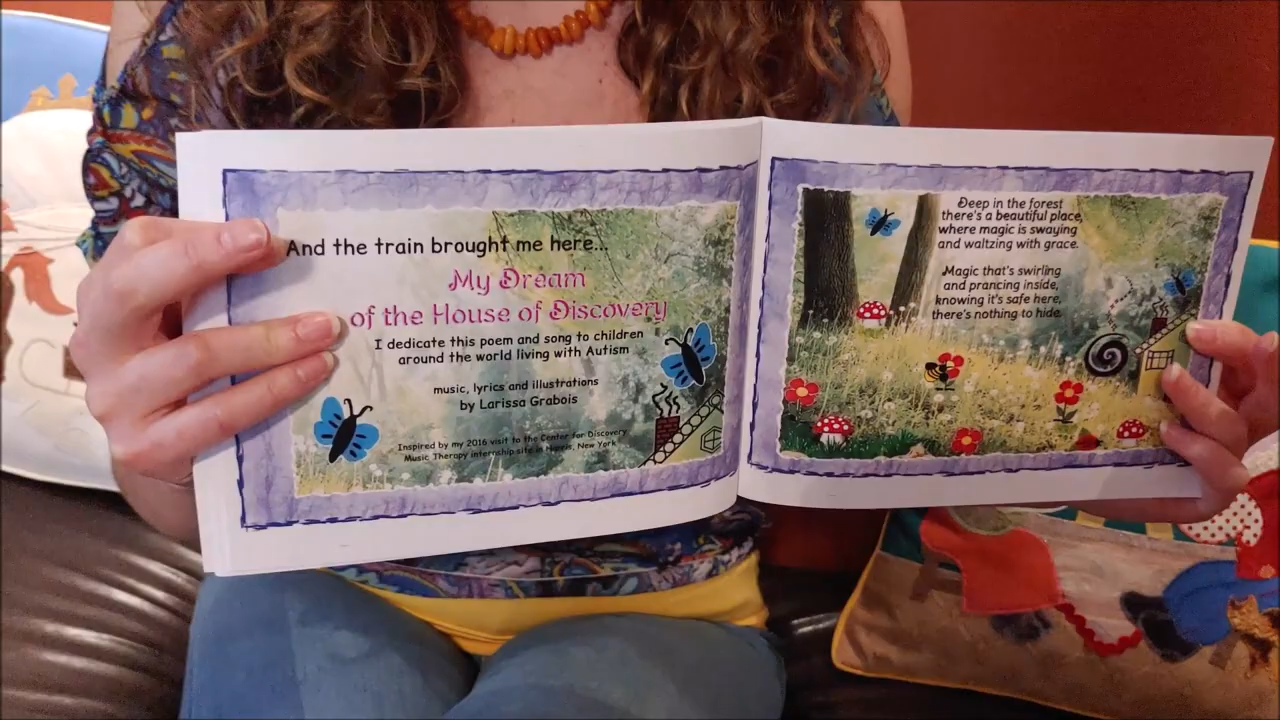 And the train brought me here...
My Dream
of the House of Discovery
I dedicate this poem and song to children
around the world living with Autism
music, lyrics and illustrations
by Larissa Grabois
Inspired by my 2016 visit to the Center for Discovery
Music Therapy internship site in Harris, New York
Deep in the forest
there's a beautiful place,
where magic is swaying
and waltzing with grace.
Magic that's swirling
and prancing inside,
knowing it's safe here,
there's nothing to hide.